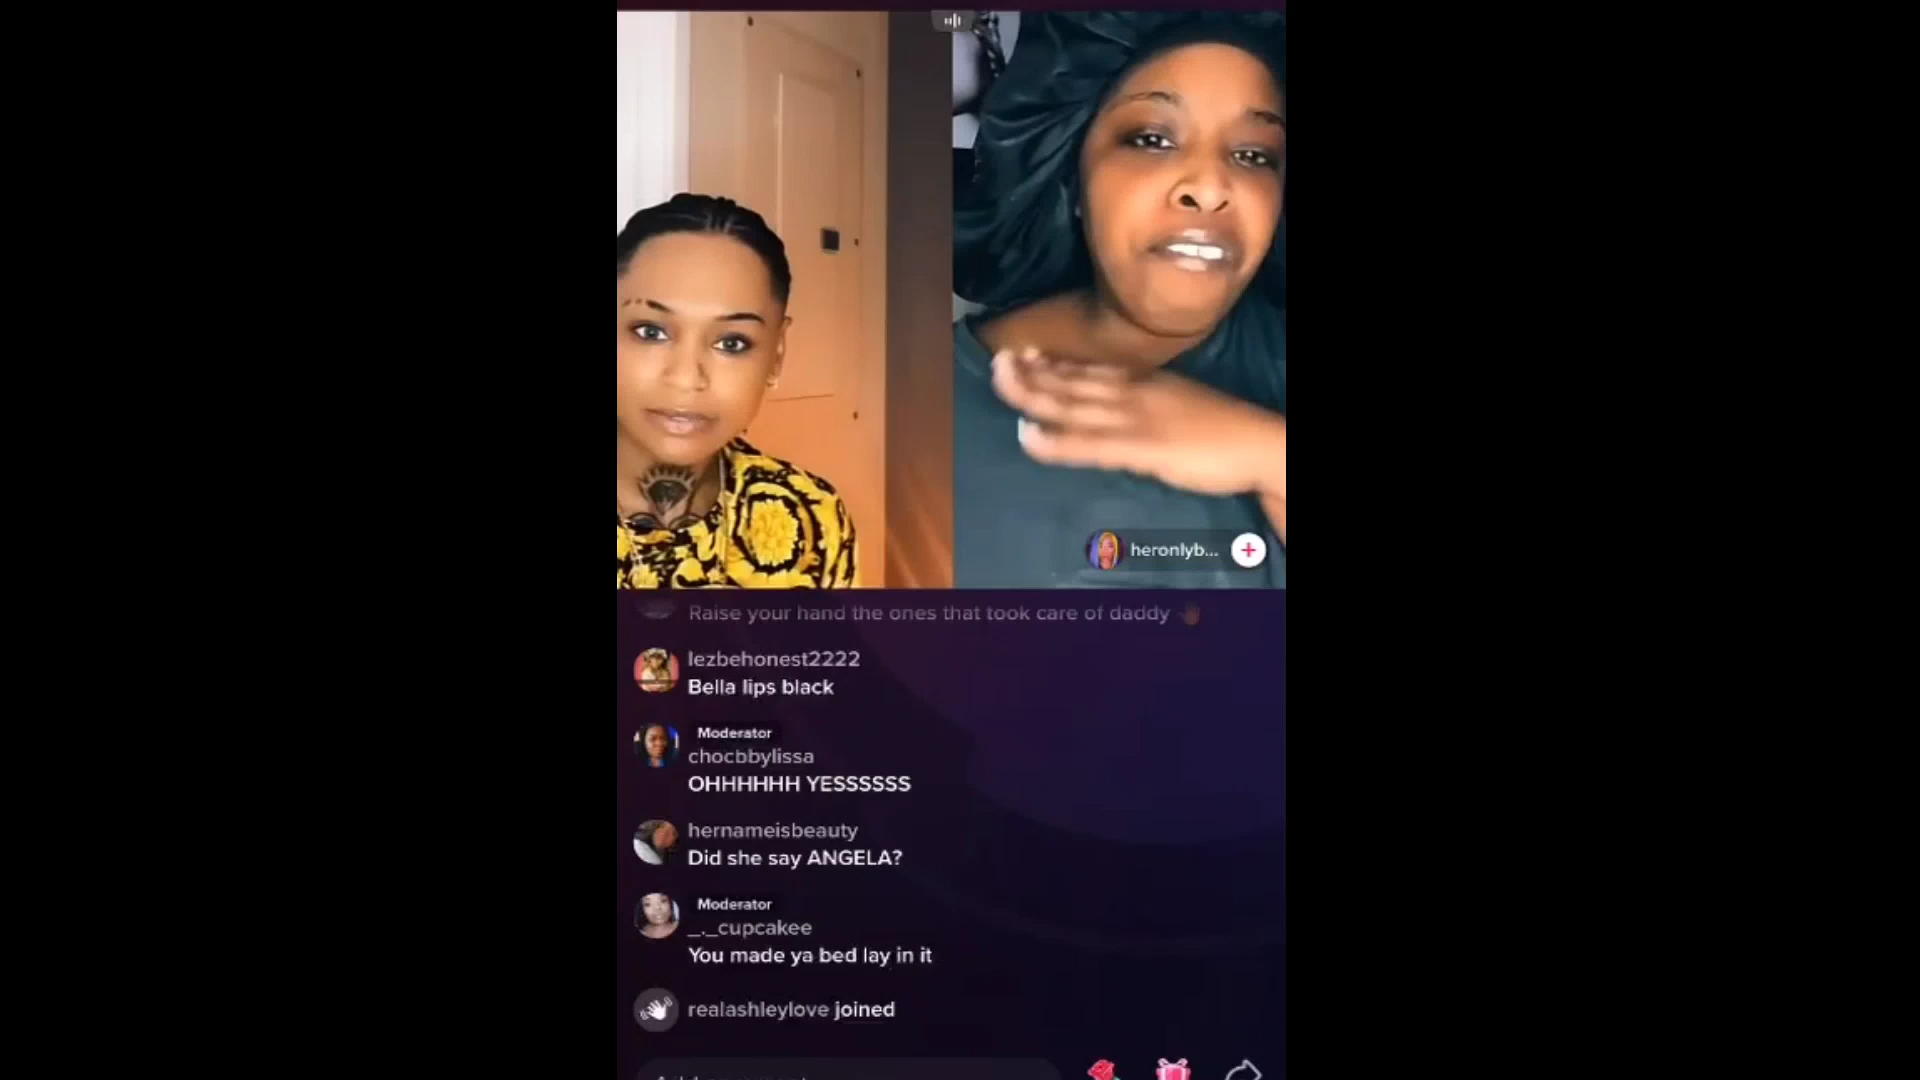 heronlyb...
Raise your hand the ones that took care of daddy
lezbehonest2222
Bella lips black
Moderator
chocbbylissa
OHHHHHH YESSSSSS
hernameisbeauty
Did she say ANGELA?
Moderator
_._cupcakee
You made ya bed lay in it
realashleylove joined